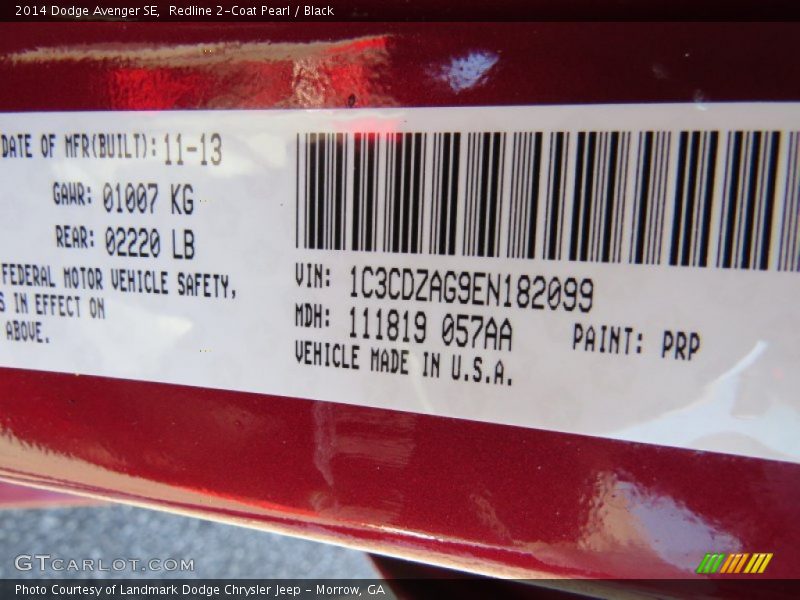 2014 Dodge Avenger SE,  Redline 2-Coat Pearl / Black
DATE OF MFR(BUILT): 11-13
GAWR: 01007 KG
REAR: 02220 LB
FEDERAL MOTOR VEHICLE SAFETY,
S IN EFFECT ON
ABOVE.
VIN: 1C3CDZAG9EN182099
MDH: 111819 057AA
PAINT: PRP
VEHICLE MADE IN U.S.A.
GTCARLOT.COM
Photo Courtesy of Landmark Dodge Chrysler Jeep - Morrow, GA